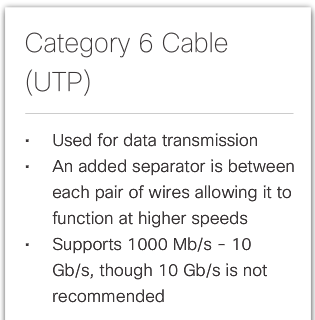 Category 6 Cable
(UTP)
▪ Used for data transmission
▪ An added separator is between
each pair of wires allowing it to
function at higher speeds
▪ Supports 1000 Mb/s – 10
Gb/s, though 10 Gb/s is not
recommended